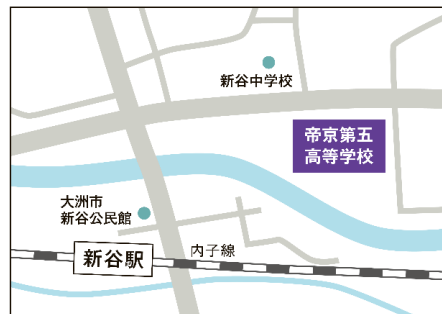 新谷中学校
帝京第五
高等学校
大洲市
新谷公民館
内子線
新谷駅